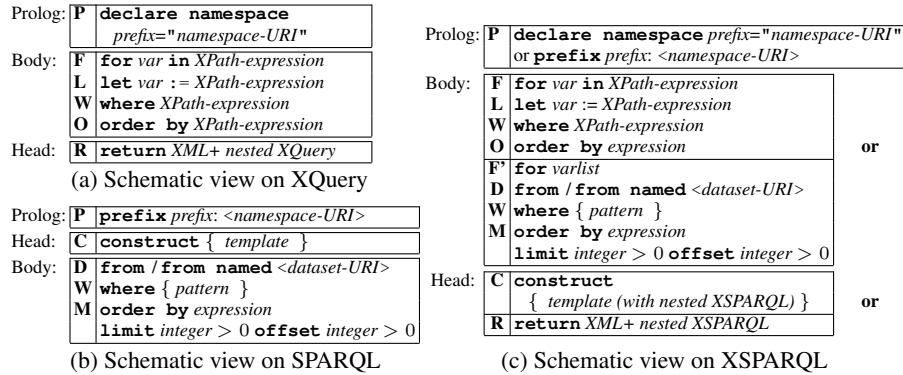 Prolog: P declare namespace
prefix="namespace-URI"
Body: F for var in XPath-expression
L let var := XPath-expression
W where XPath-expression
O order by XPath-expression
Head: R return XML+ nested XQuery
(a) Schematic view on XQuery
Prolog: P prefix prefix: <namespace-URI>
Head: C construct { template }
Body: D from / from named <dataset-URI>
W where { pattern }
M order by expression
limit integer > 0 offset integer > 0
(b) Schematic view on SPARQL
Prolog: P declare namespace prefix="namespace-URI"
or prefix prefix: <namespace-URI>
Body: F for var in XPath-expression
L let var := XPath-expression
W where XPath-expression
O order by expression or
F' for varlist
D from / from named <dataset-URI>
W where { pattern }
M order by expression
limit integer > 0 offset integer > 0
Head: C construct
{ template (with nested XSPARQL) } or
R return XML+ nested XSPARQL
(c) Schematic view on XSPARQL